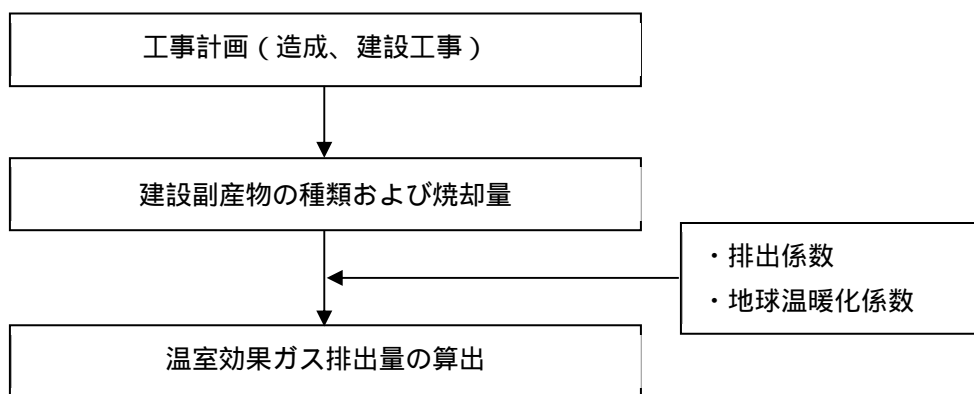 工事計画(造成、建設工事)
建設副産物の種類および焼却量
・排出係数
・地球温暖化係数
温室効果ガス排出量の算出